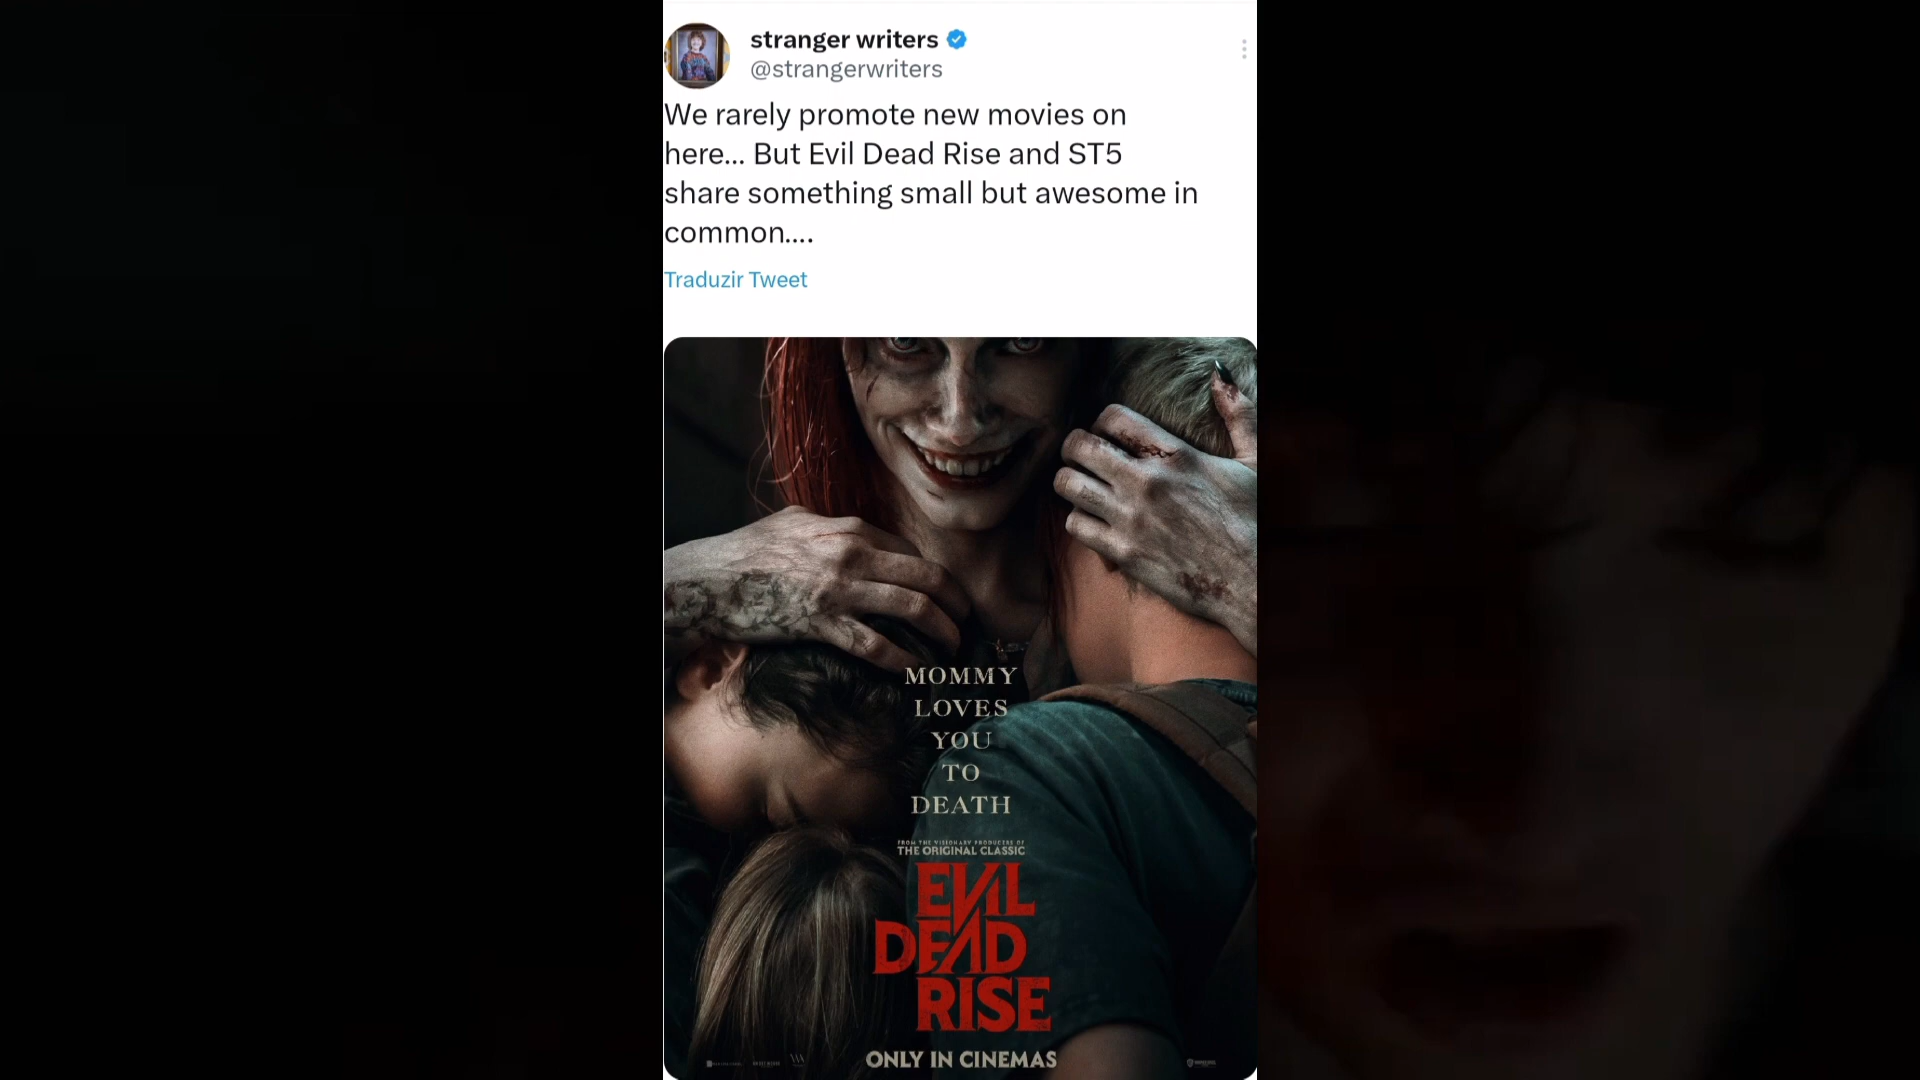 stranger writers
@strangerwriters
We rarely promote new movies on
here... But Evil Dead Rise and ST5
share something small but awesome in
common....
Traduzir Tweet
MOMMY
LOVES
YOU
TO
DEATH
FROM THE VISIONARY PRODUCERS OF
THE ORIGINAL CLASSIC
EVIL
DEAD
RISE
ONLY IN CINEMAS